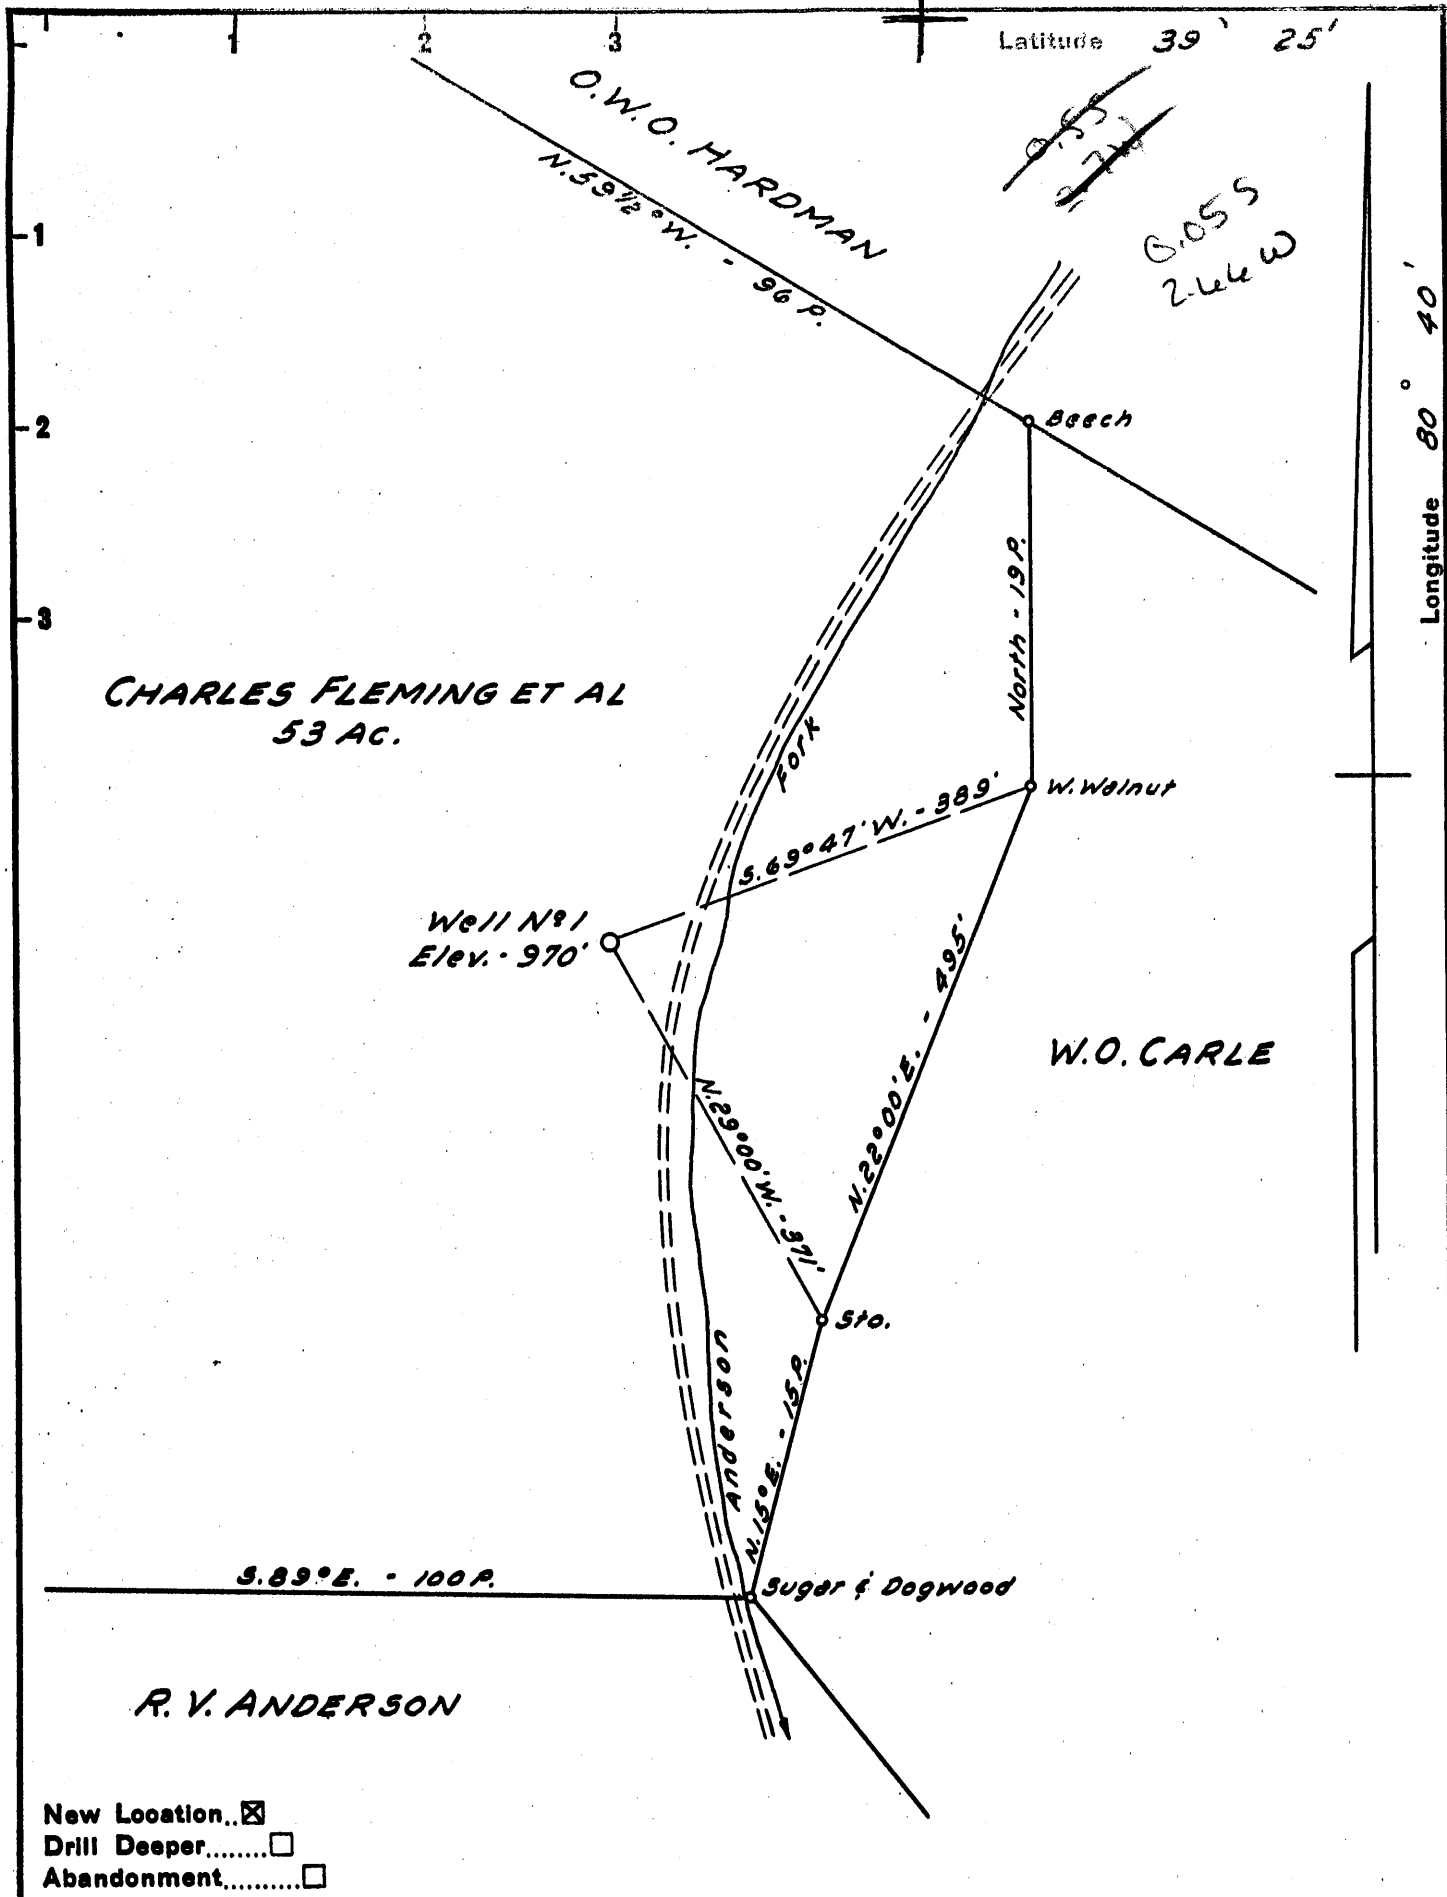 1 2 3
Latitude 39° 25'
O.W.O. HARDMAN
N.59½°W. - 96 P.
0.05 S
2.66 W
1
2
3
Longitude 80° 40'
Beech
North - 19 P.
CHARLES FLEMING ET AL
53 Ac.
Fork
W. Walnut
S.69°47'W. - 389'
Well Nº 1
Elev. - 970'
N.22°00'E. - 495'
W.O. CARLE
N.29°00'W. - 371'
Sta.
Anderson
N.15°E. - 15 P.
S.89°E. - 100 P.
Sugar & Dogwood
R.V. ANDERSON
New Location..☒
Drill Deeper........☐
Abandonment..........☐